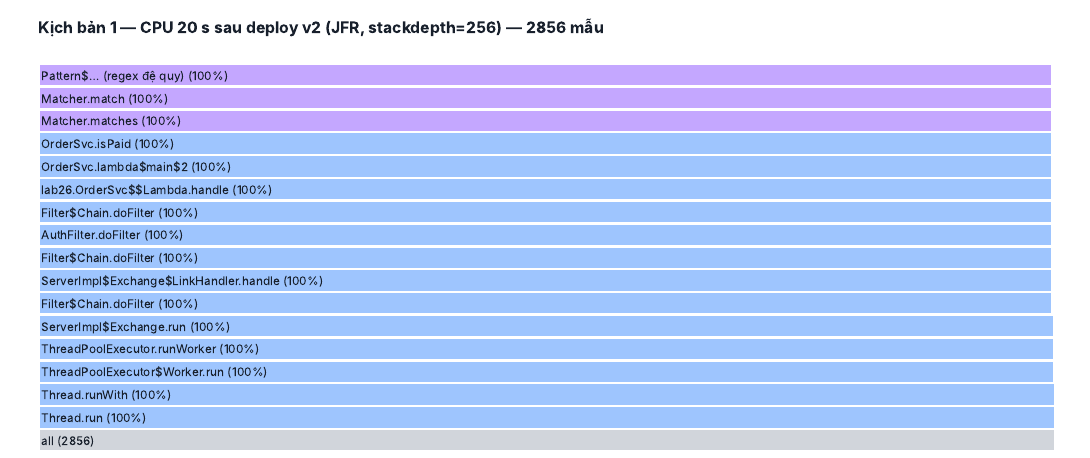 Kịch bản 1 — CPU 20 s sau deploy v2 (JFR, stackdepth=256) — 2856 mẫu
Pattern$... (regex đệ quy) (100%)
Matcher.match (100%)
Matcher.matches (100%)
OrderSvc.isPaid (100%)
OrderSvc.lambda$main$2 (100%)
lab26.OrderSvc$$Lambda.handle (100%)
Filter$Chain.doFilter (100%)
AuthFilter.doFilter (100%)
Filter$Chain.doFilter (100%)
ServerImpl$Exchange$LinkHandler.handle (100%)
Filter$Chain.doFilter (100%)
ServerImpl$Exchange.run (100%)
ThreadPoolExecutor.runWorker (100%)
ThreadPoolExecutor$Worker.run (100%)
Thread.runWith (100%)
Thread.run (100%)
all (2856)